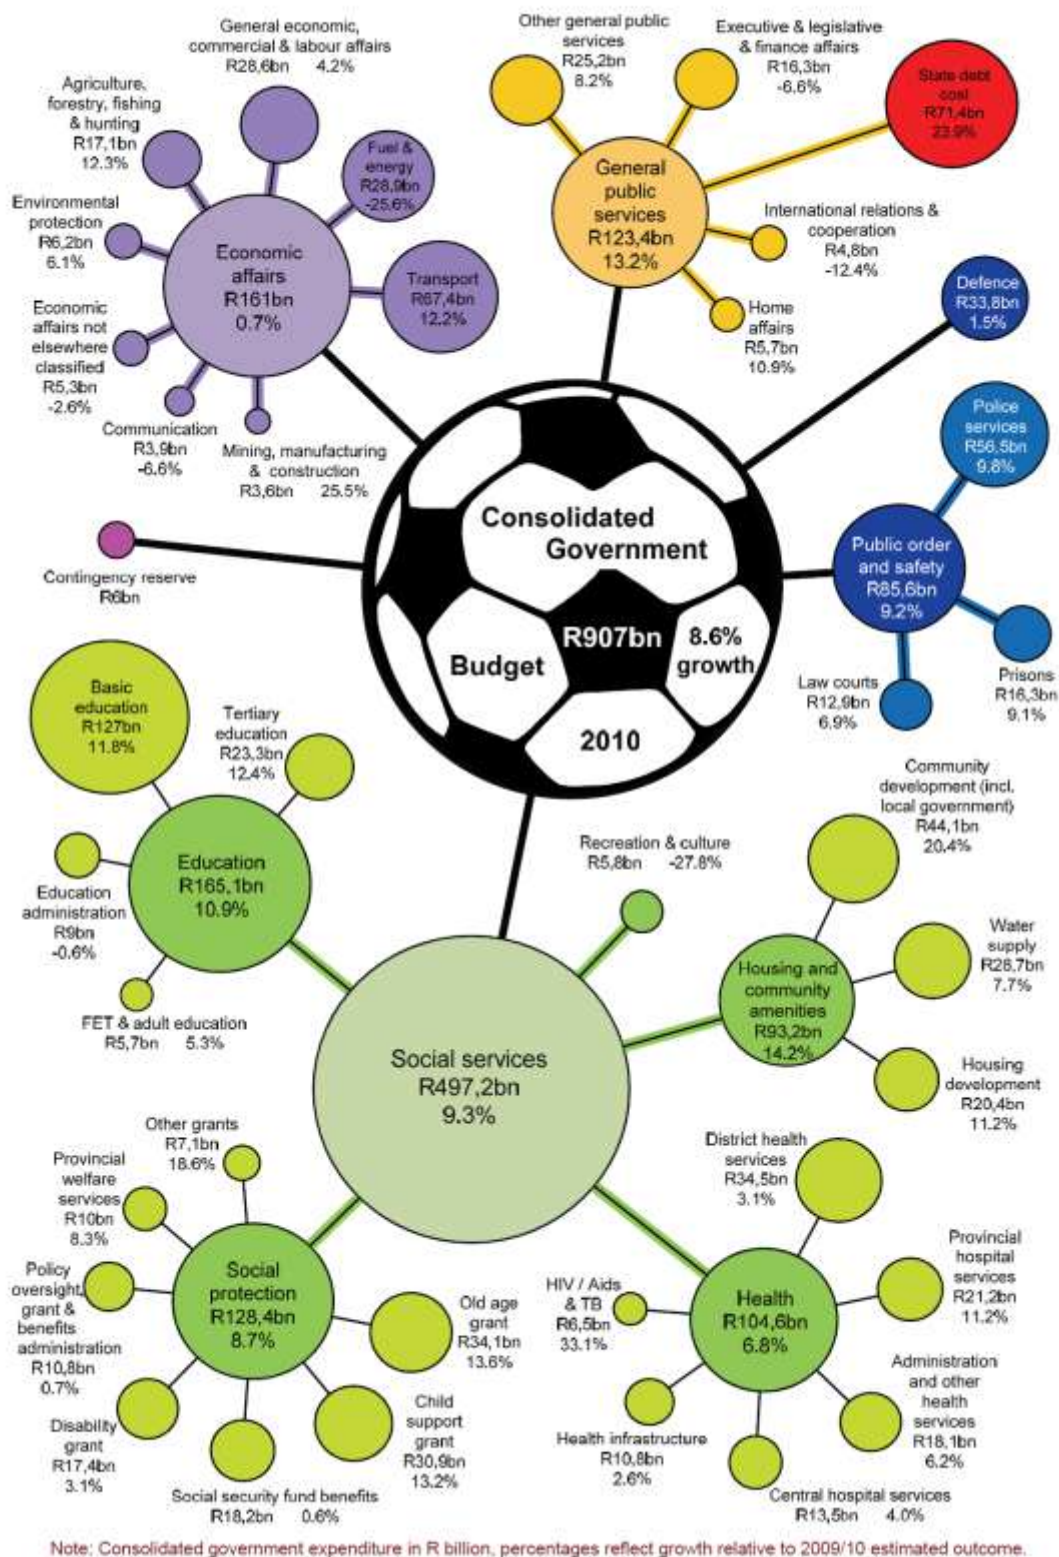 General economic,
commercial & labour affairs
R28,6bn 4.2%
Agriculture,
forestry, fishing
& hunting
R17,1bn
12.3%
Fuel &
energy
R28,9bn
-25.6%
Environmental
protection
R6,2bn
6.1%
Economic
affairs
R161bn
0.7%
Transport
R67,4bn
12.2%
Economic
affairs not
elsewhere
classified
R5,3bn
-2.6%
Communication
R3,9bn
-6.6%
Mining, manufacturing
& construction
R3,6bn 25.5%
Other general public
services
R25,2bn
8.2%
Executive & legislative
& finance affairs
R16,3bn
-6.6%
State debt
cost
R71,4bn
23.9%
General
public
services
R123,4bn
13.2%
International relations &
cooperation
R4,8bn
-12.4%
Home
affairs
R5,7bn
10.9%
Defence
R33,8bn
1.5%
Police
services
R56,5bn
9.8%
Public order
and safety
R85,6bn
9.2%
Prisons
R16,3bn
9.1%
Law courts
R12,9bn
6.9%
Consolidated
Government
R907bn
8.6%
growth
Budget
2010
Contingency reserve
R6bn
Basic
education
R127bn
11.8%
Tertiary
education
R23,3bn
12.4%
Education
R165,1bn
10.9%
Education
administration
R9bn
-0.6%
FET & adult education
R5,7bn 5.3%
Recreation & culture
R5,8bn -27.8%
Community
development (incl.
local government)
R44,1bn
20.4%
Water
supply
R28,7bn
7.7%
Housing and
community
amenities
R93,2bn
14.2%
Housing
development
R20,4bn
11.2%
Social services
R497,2bn
9.3%
Other grants
R7,1bn
18.6%
Provincial
welfare
services
R10bn
8.3%
Policy
oversight,
grant &
benefits
administration
R10,8bn
0.7%
Social
protection
R128,4bn
8.7%
Old age
grant
R34,1bn
13.6%
Disability
grant
R17,4bn
3.1%
Child
support
grant
R30,9bn
13.2%
Social security fund benefits
R18,2bn 0.6%
District health
services
R34,5bn
3.1%
Provincial
hospital
services
R21,2bn
11.2%
HIV / Aids
& TB
R6,5bn
33.1%
Health
R104,6bn
6.8%
Administration
and other
health
services
R18,1bn
6.2%
Health infrastructure
R10,8bn
2.6%
Central hospital services
R13,5bn 4.0%
Note: Consolidated government expenditure in R billion, percentages reflect growth relative to 2009/10 estimated outcome.